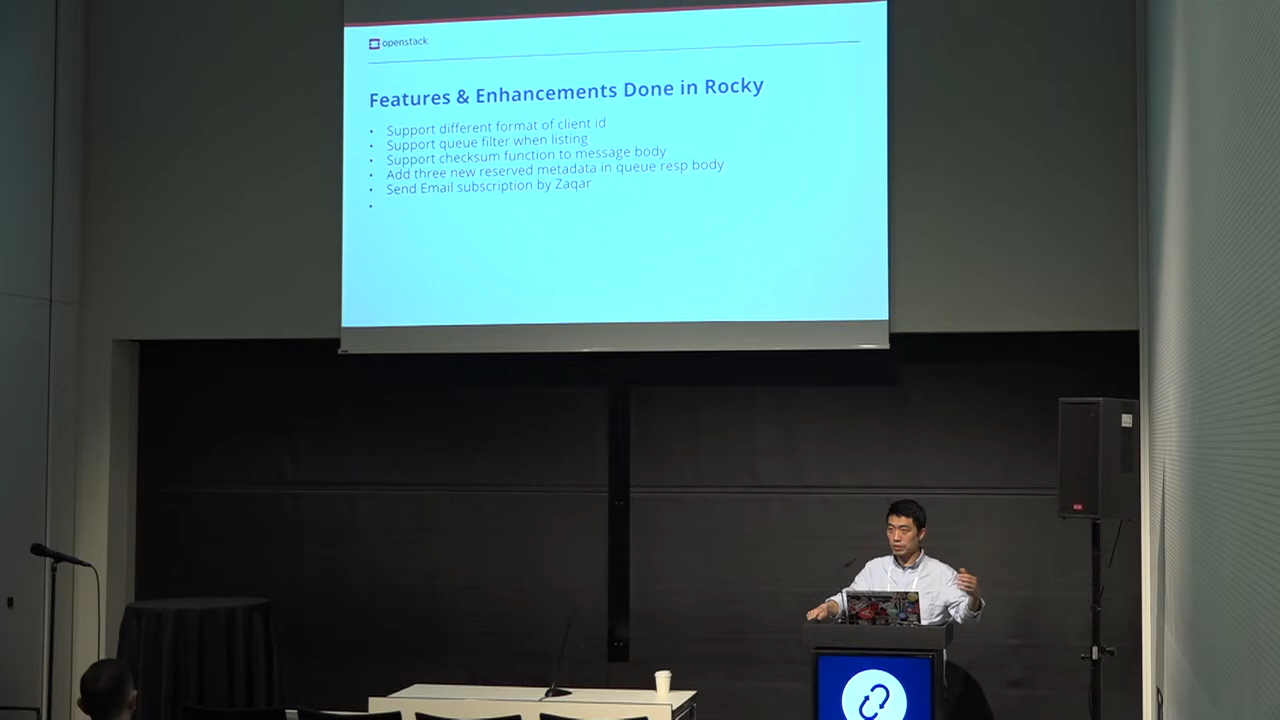 openstack
Features & Enhancements Done in Rocky
• Support different format of client id
• Support queue filter when listing
• Support checksum function to message body
• Add three new reserved metadata in queue resp body
• Send Email subscription by Zaqar
•